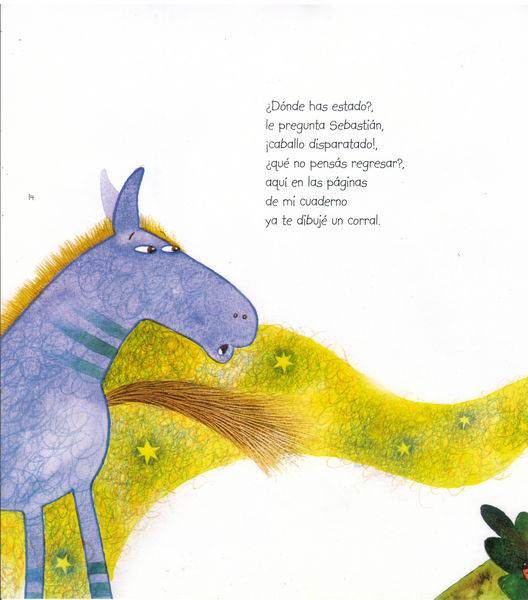 ¿Dónde has estado?,
le pregunta Sebastián,
¡caballo disparatado!,
¿qué no pensás regresar?,
aquí en las páginas
de mi cuaderno
ya te dibujé un corral.
14